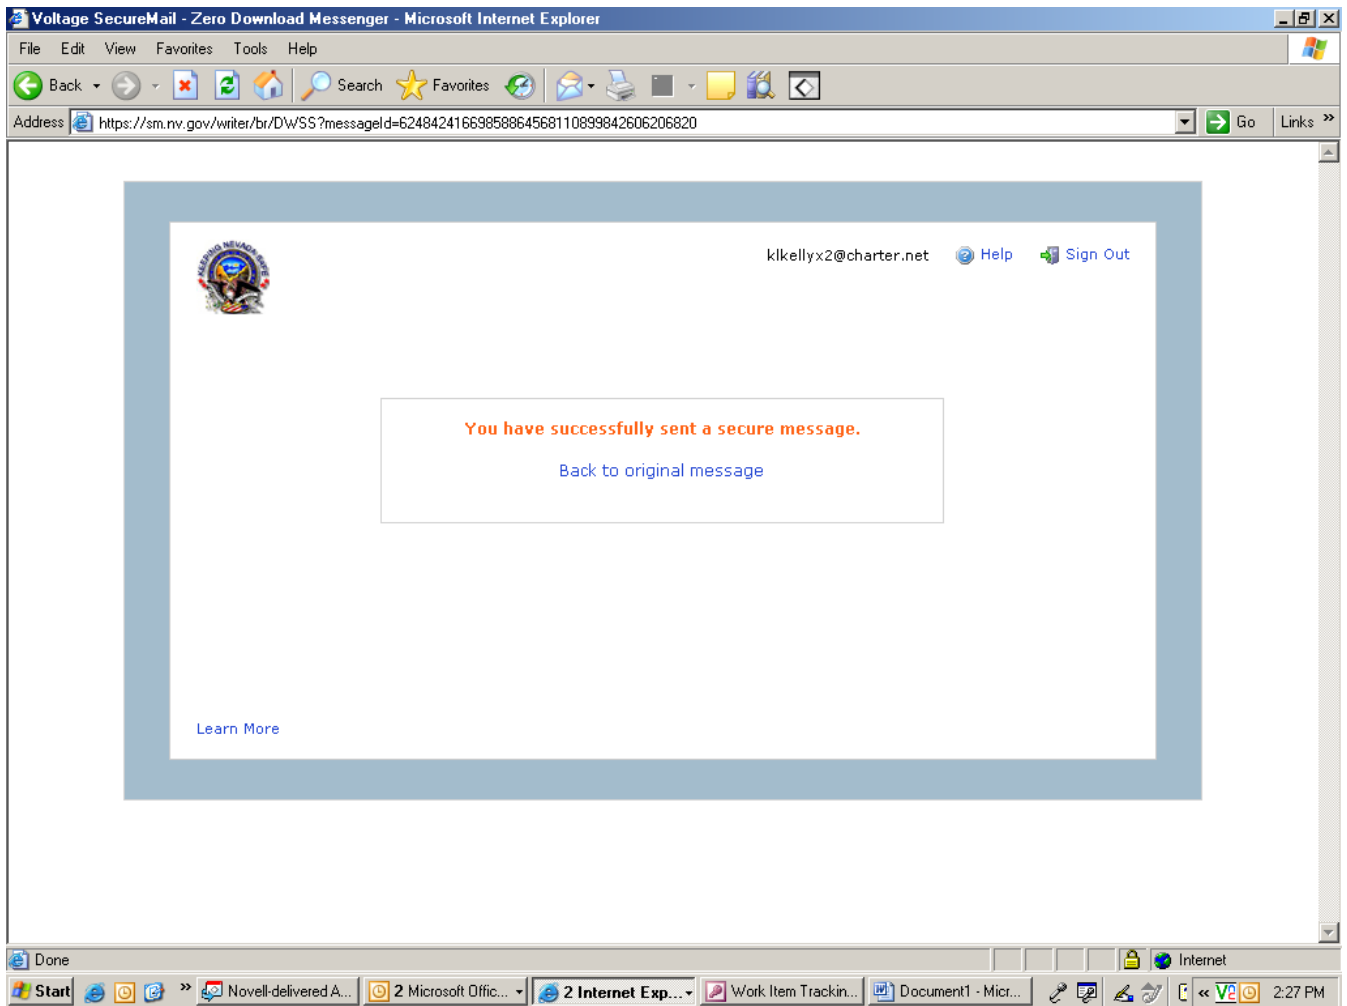 Voltage SecureMail - Zero Download Messenger - Microsoft Internet Explorer
File Edit View Favorites Tools Help
Back Search Favorites
Address https://sm.nv.gov/writer/br/DWSS?messageId=62484241669858864568110899842606206820 Go Links »
KEEPING NEVADA SAFE
klkellyx2@charter.net Help Sign Out
You have successfully sent a secure message.
Back to original message
Learn More
Done Internet
Start » Novell-delivered A... 2 Microsoft Offic... 2 Internet Exp... Work Item Trackin... Document1 - Micr... « 2:27 PM